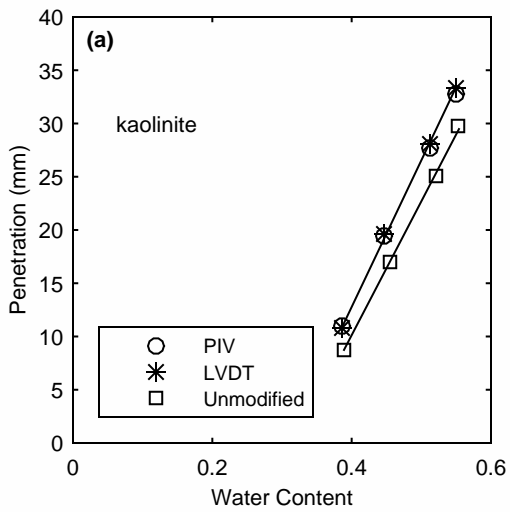 40
(a)
35
30
kaolinite
25
20
15
10
5
0
Penetration (mm)
PIV
LVDT
Unmodified
0
0.2
0.4
0.6
Water Content